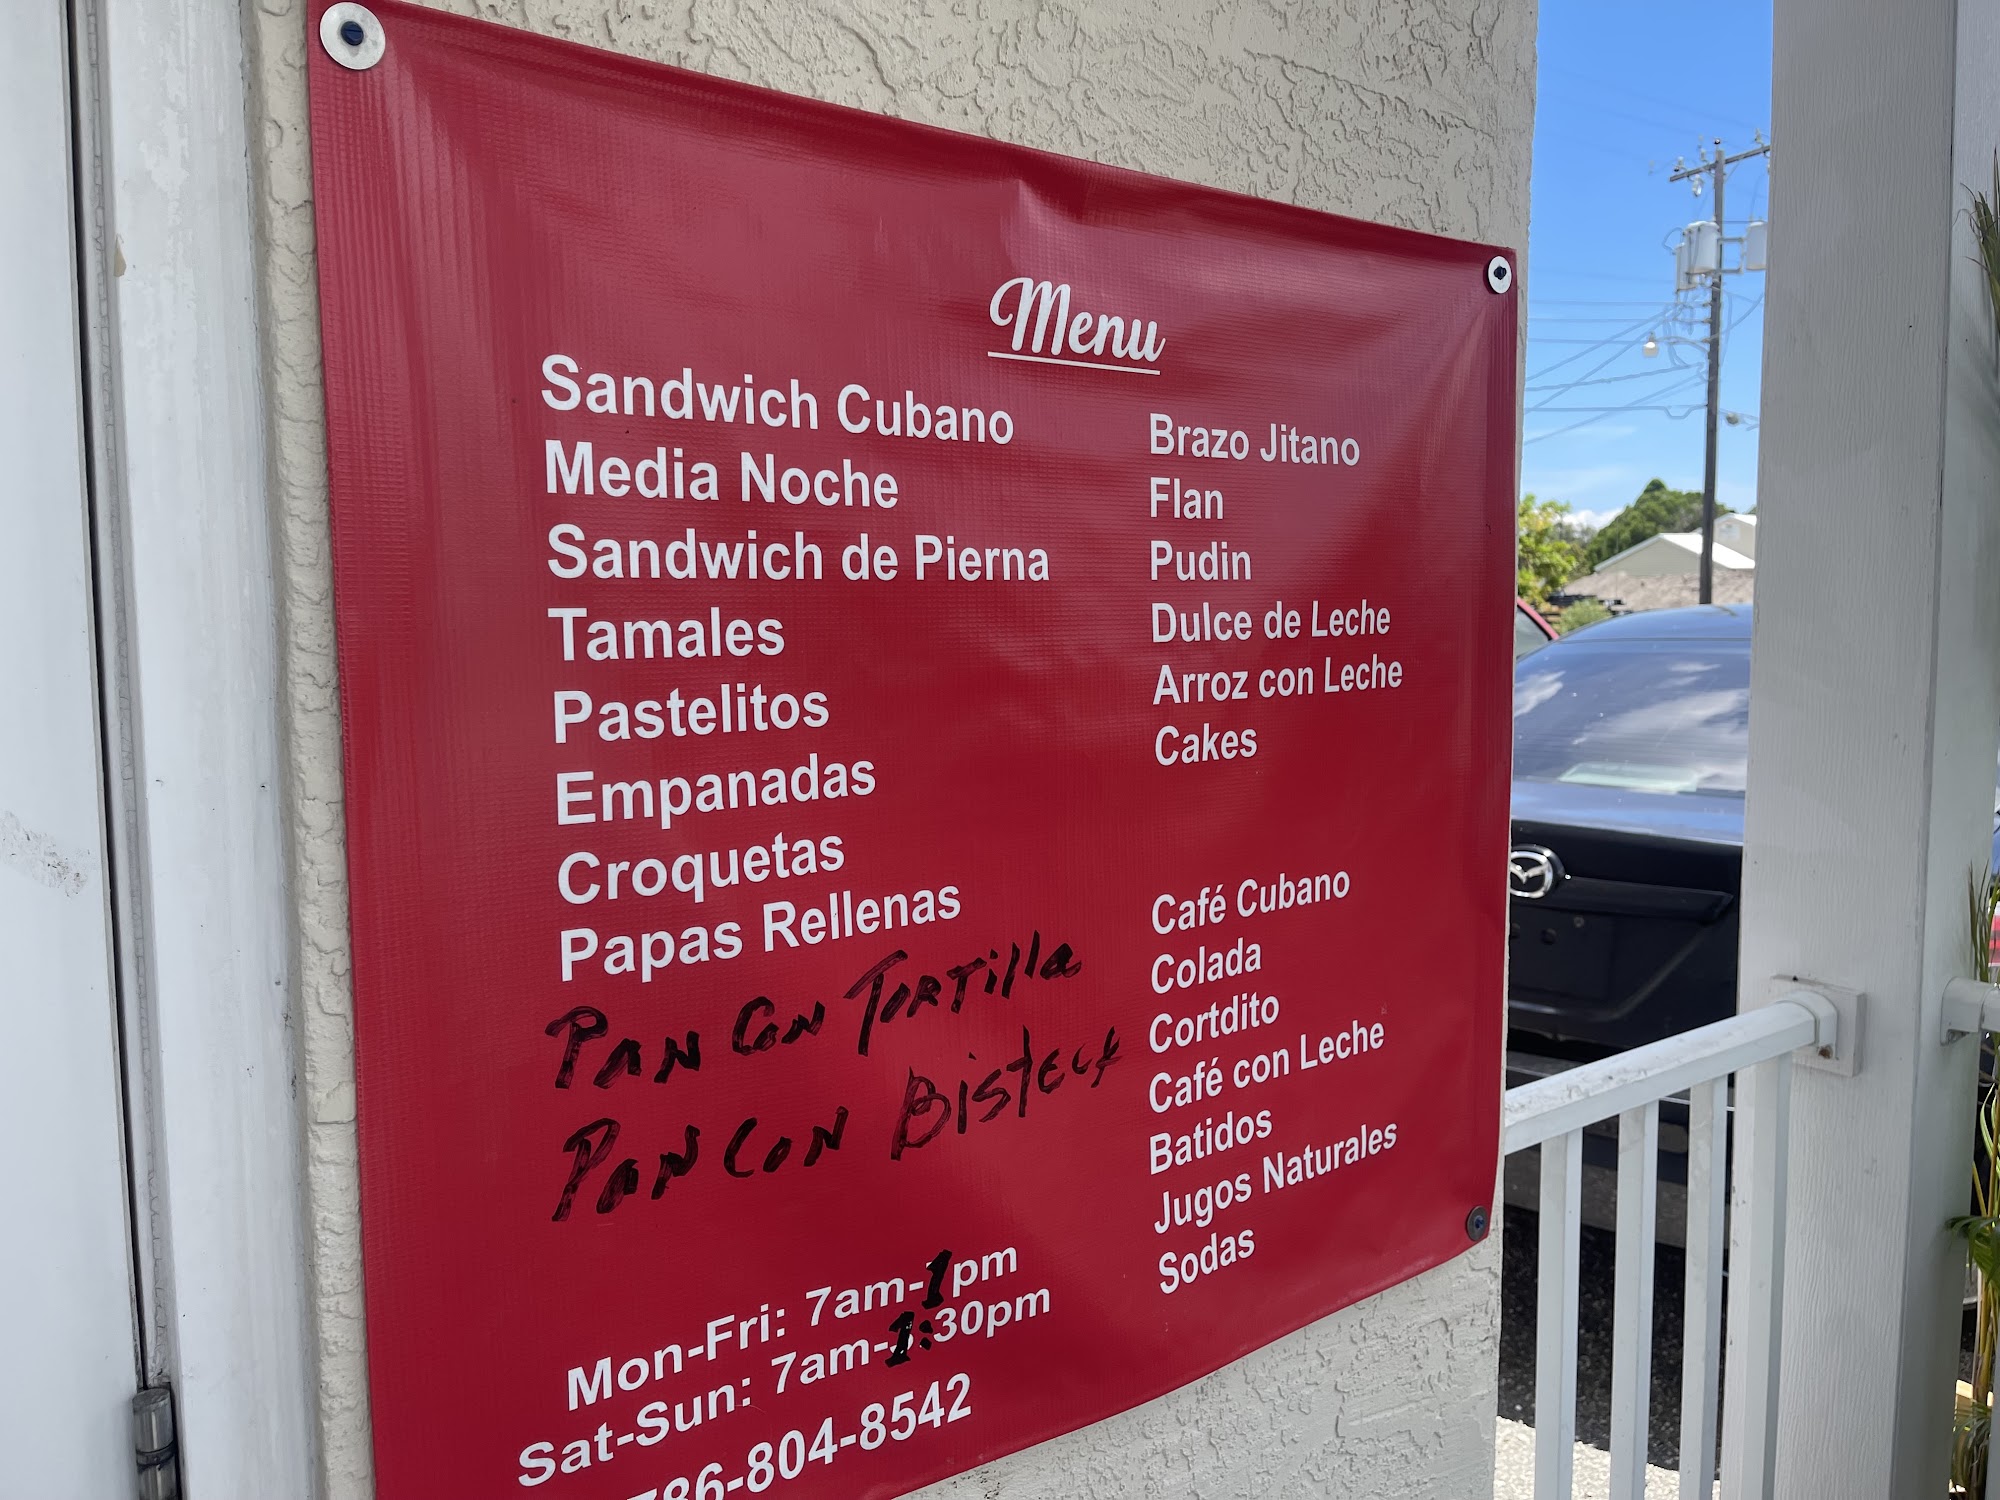 Menu
Sandwich Cubano
Media Noche
Sandwich de Pierna
Tamales
Pastelitos
Empanadas
Croquetas
Papas Rellenas
Pan con Tortilla
Pan con Bisteck
Mon-Fri: 7am-1pm
Sat-Sun: 7am-1:30pm
786-804-8542
Brazo Jitano
Flan
Pudin
Dulce de Leche
Arroz con Leche
Cakes
Café Cubano
Colada
Cortdito
Café con Leche
Batidos
Jugos Naturales
Sodas